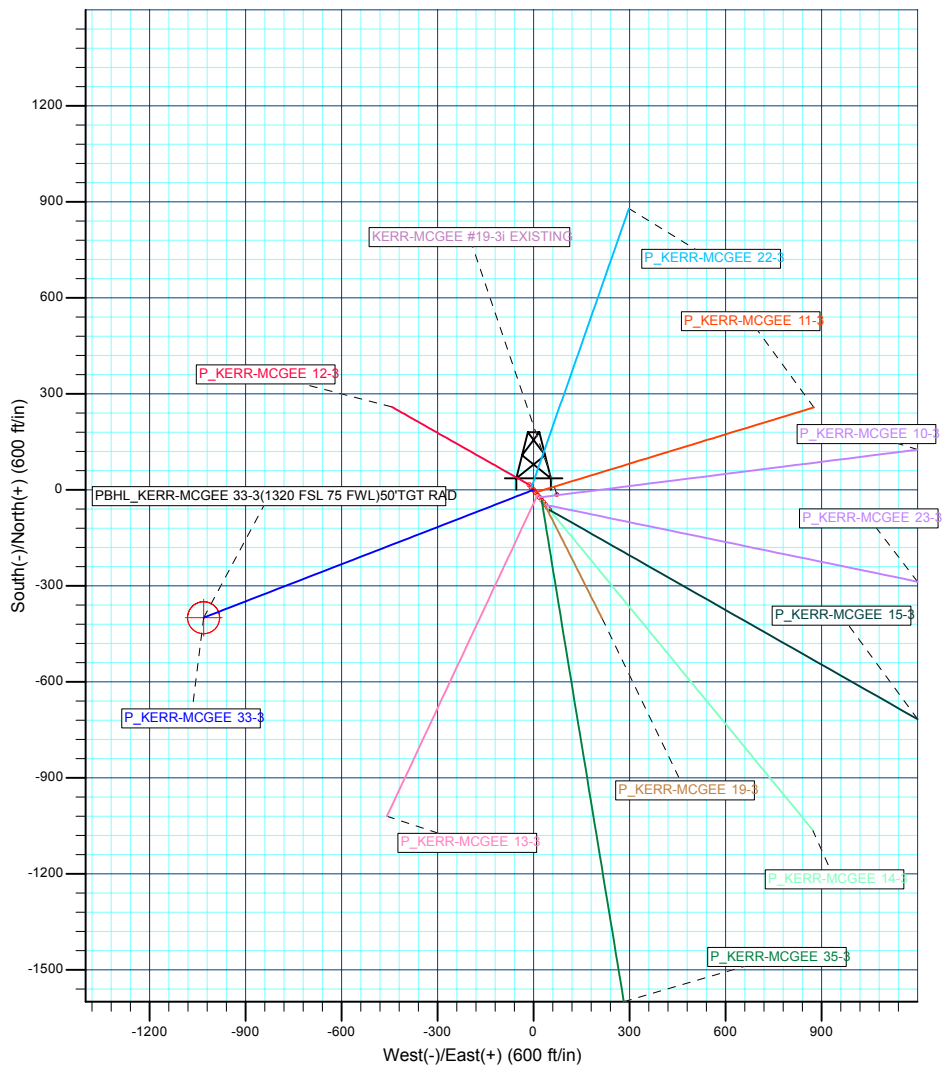 1200
900
600
300
0
-300
-600
-900
-1200
-1500
South(-)/North(+) (600 ft/in)
KERR-MCGEE #19-3i EXISTING
P_KERR-MCGEE 22-3
P_KERR-MCGEE 11-3
P_KERR-MCGEE 12-3
P_KERR-MCGEE 10-3
PBHL_KERR-MCGEE 33-3(1320 FSL 75 FWL)50'TGT RAD
P_KERR-MCGEE 23-3
P_KERR-MCGEE 15-3
P_KERR-MCGEE 33-3
P_KERR-MCGEE 19-3
P_KERR-MCGEE 13-3
P_KERR-MCGEE 14-3
P_KERR-MCGEE 35-3
-1200 -900 -600 -300 0 300 600 900
West(-)/East(+) (600 ft/in)